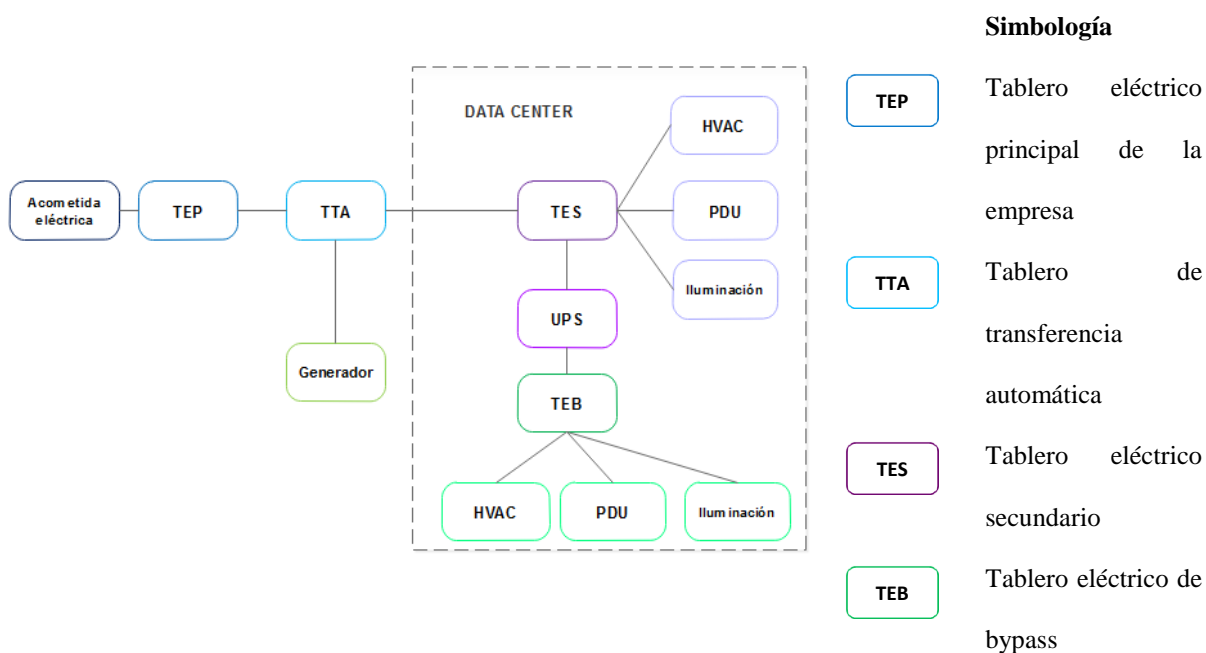 DATA CENTER
Acometida
eléctrica
TEP
TTA
Generador
TES
HVAC
PDU
Iluminación
UPS
TEB
HVAC
PDU
Iluminación
Simbología
TEP
Tablero eléctrico
principal de la
empresa
TTA
Tablero de
transferencia
automática
TES
Tablero eléctrico
secundario
TEB
Tablero eléctrico de
bypass